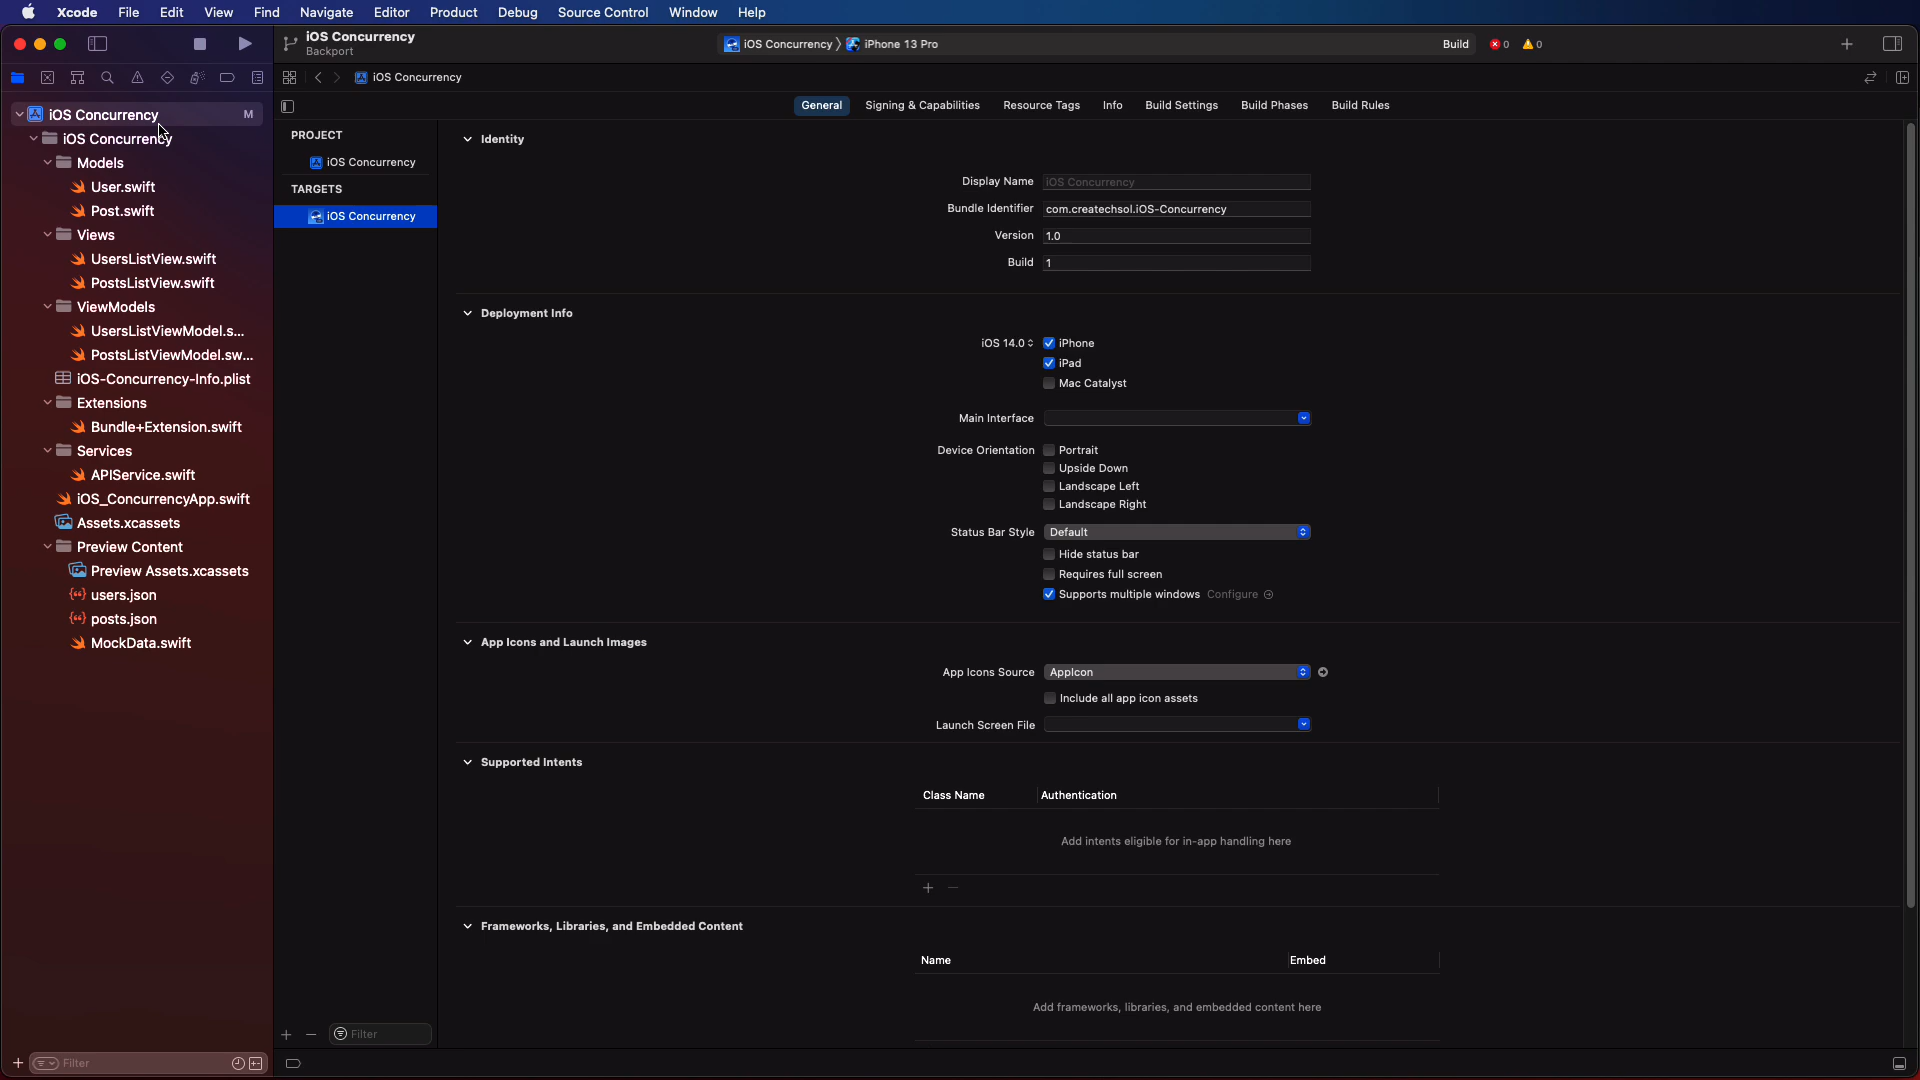 Xcode File Edit View Find Navigate Editor Product Debug Source Control Window Help
iOS Concurrency
Backport
iOS Concurrency iPhone 13 Pro
Build 0 0
iOS Concurrency
iOS Concurrency M
iOS Concurrency
Models
User.swift
Post.swift
Views
UsersListView.swift
PostsListView.swift
ViewModels
UsersListViewModel.s...
PostsListViewModel.sw...
iOS-Concurrency-Info.plist
Extensions
Bundle+Extension.swift
Services
APIService.swift
iOS_ConcurrencyApp.swift
Assets.xcassets
Preview Content
Preview Assets.xcassets
users.json
posts.json
MockData.swift
Filter
General Signing & Capabilities Resource Tags Info Build Settings Build Phases Build Rules
PROJECT
iOS Concurrency
TARGETS
iOS Concurrency
Filter
Identity
Display Name iOS Concurrency
Bundle Identifier com.createchsol.iOS-Concurrency
Version 1.0
Build 1
Deployment Info
iOS 14.0 iPhone
iPad
Mac Catalyst
Main Interface
Device Orientation Portrait
Upside Down
Landscape Left
Landscape Right
Status Bar Style Default
Hide status bar
Requires full screen
Supports multiple windows Configure
App Icons and Launch Images
App Icons Source AppIcon
Include all app icon assets
Launch Screen File
Supported Intents
Class Name Authentication
Add intents eligible for in-app handling here
Frameworks, Libraries, and Embedded Content
Name Embed
Add frameworks, libraries, and embedded content here